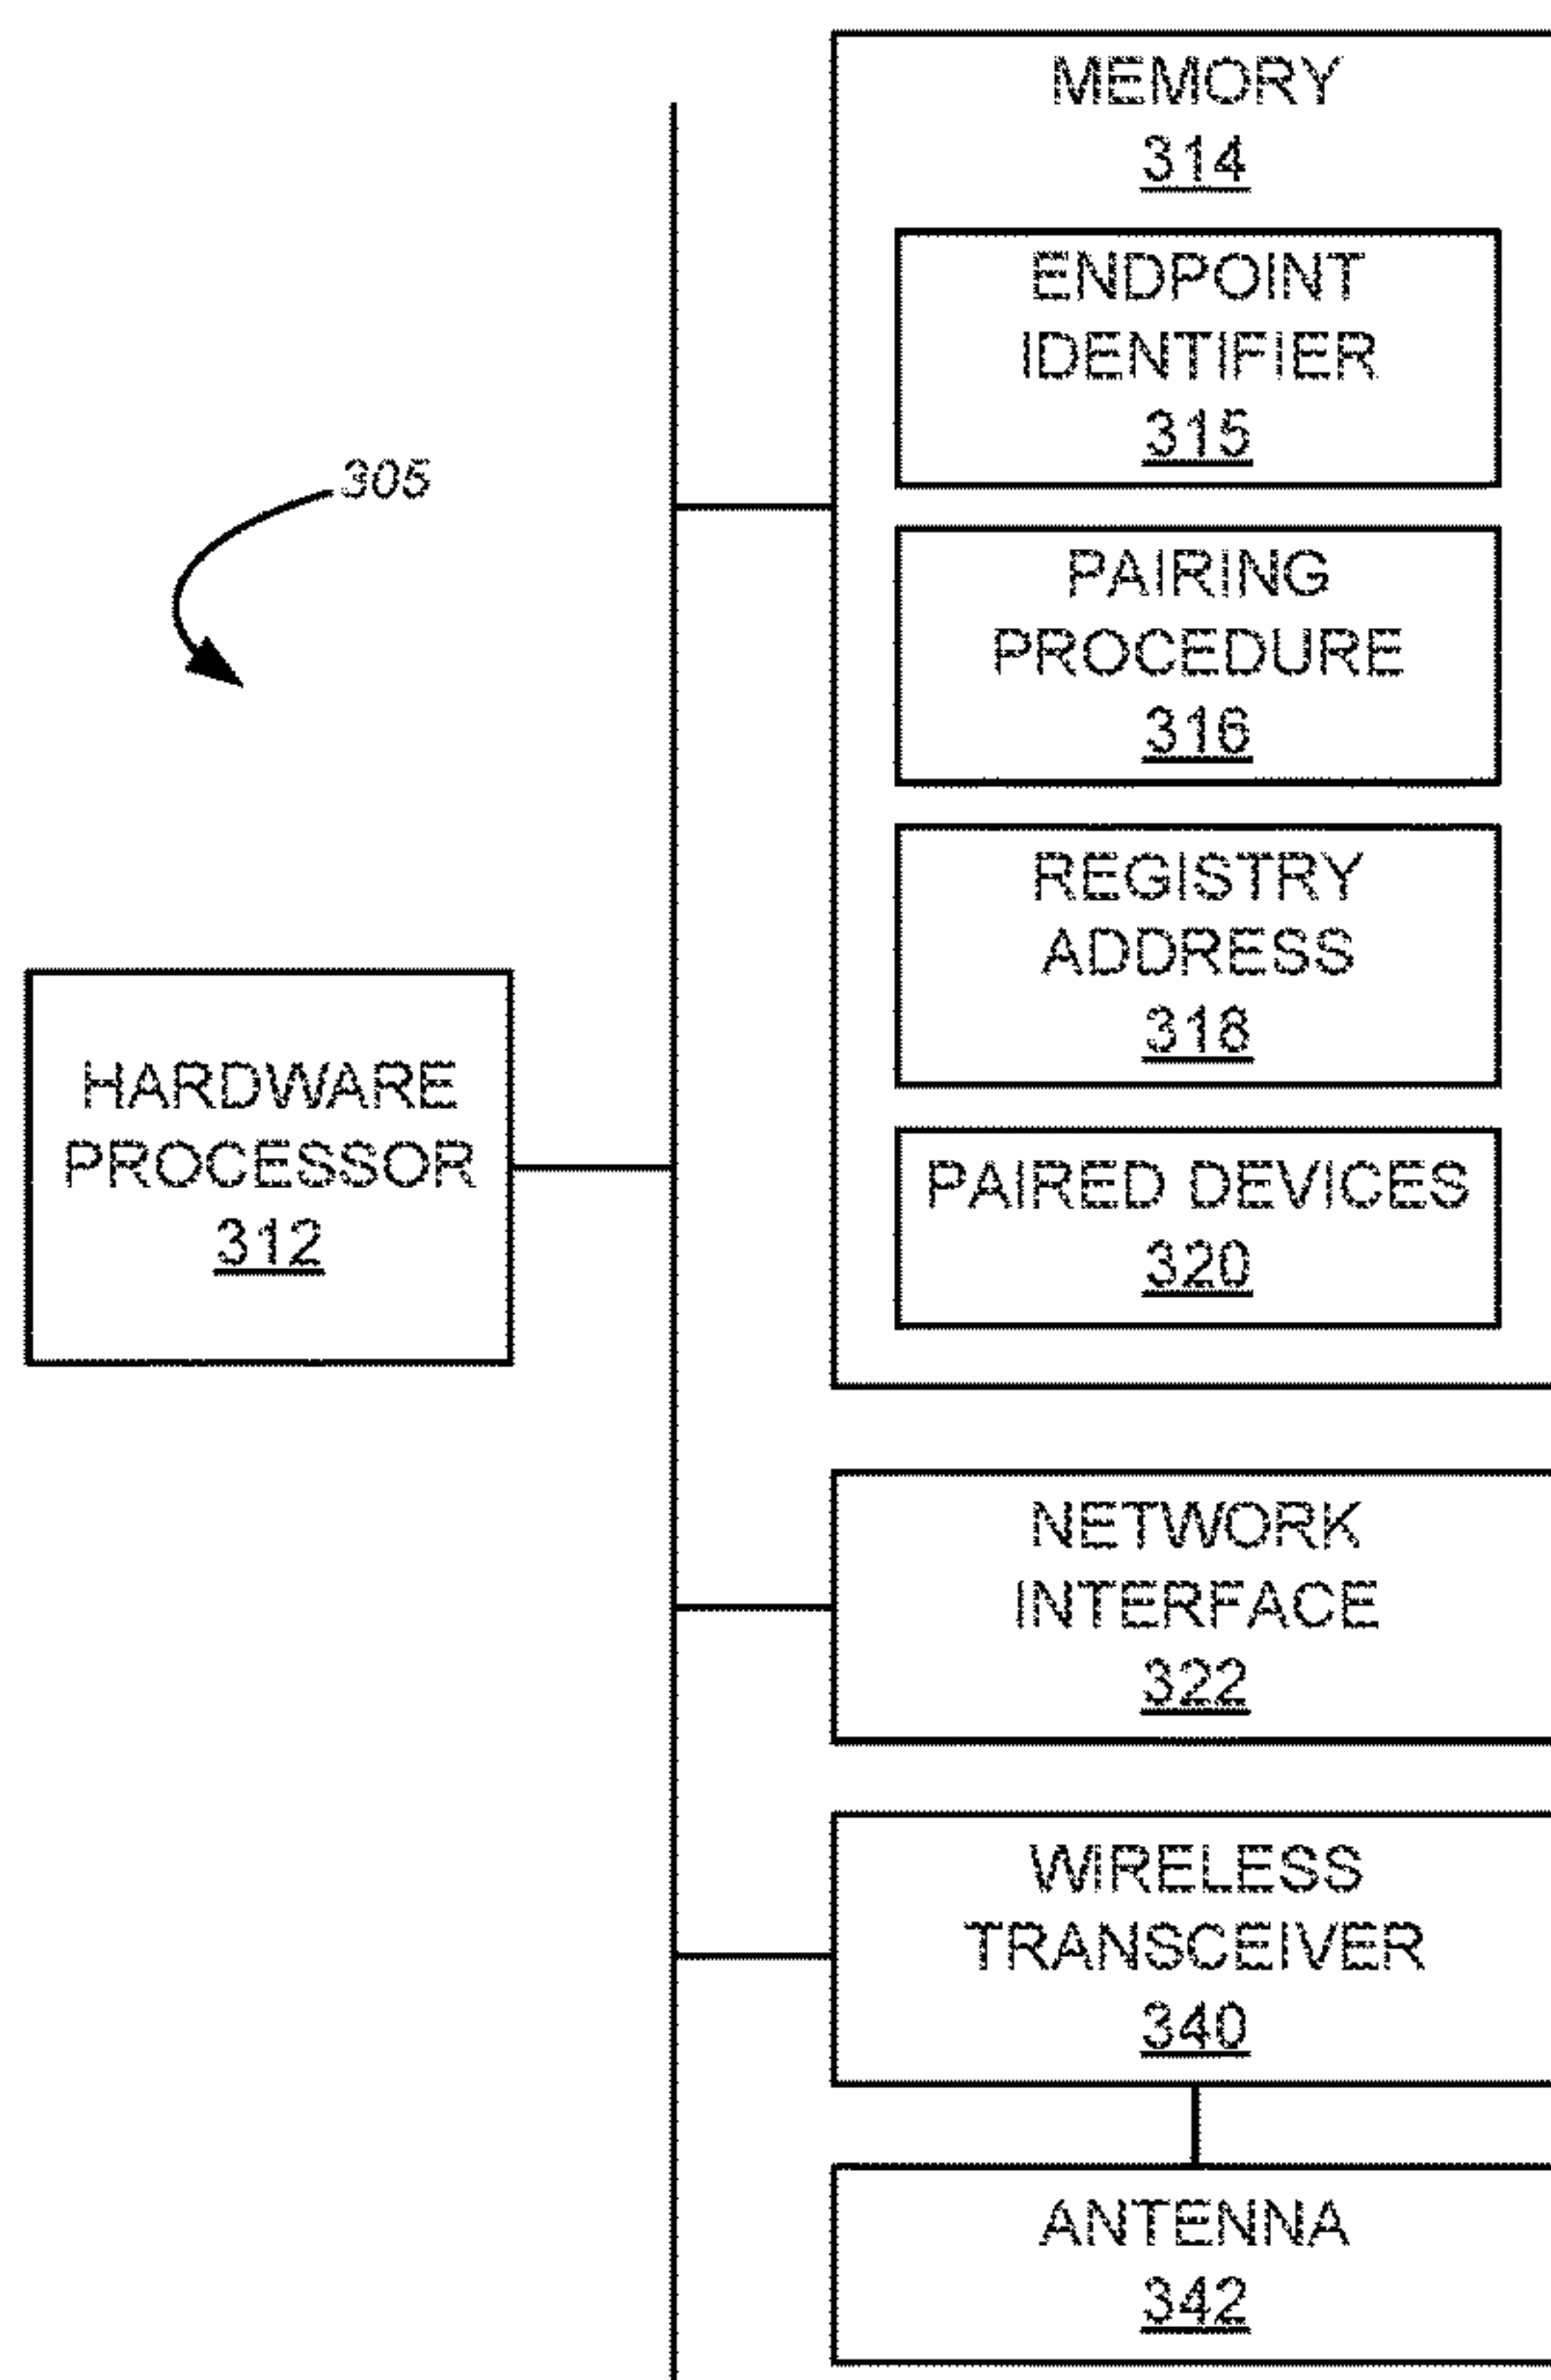 MEMORY
314
ENDPOINT
IDENTIFIER
315
305
PAIRING
PROCEDURE
316
REGISTRY
ADDRESS
318
HARDWARE
PROCESSOR
312
PAIRED DEVICES
320
NETWORK
INTERFACE
322
WIRELESS
TRANSCEIVER
340
ANTENNA
342